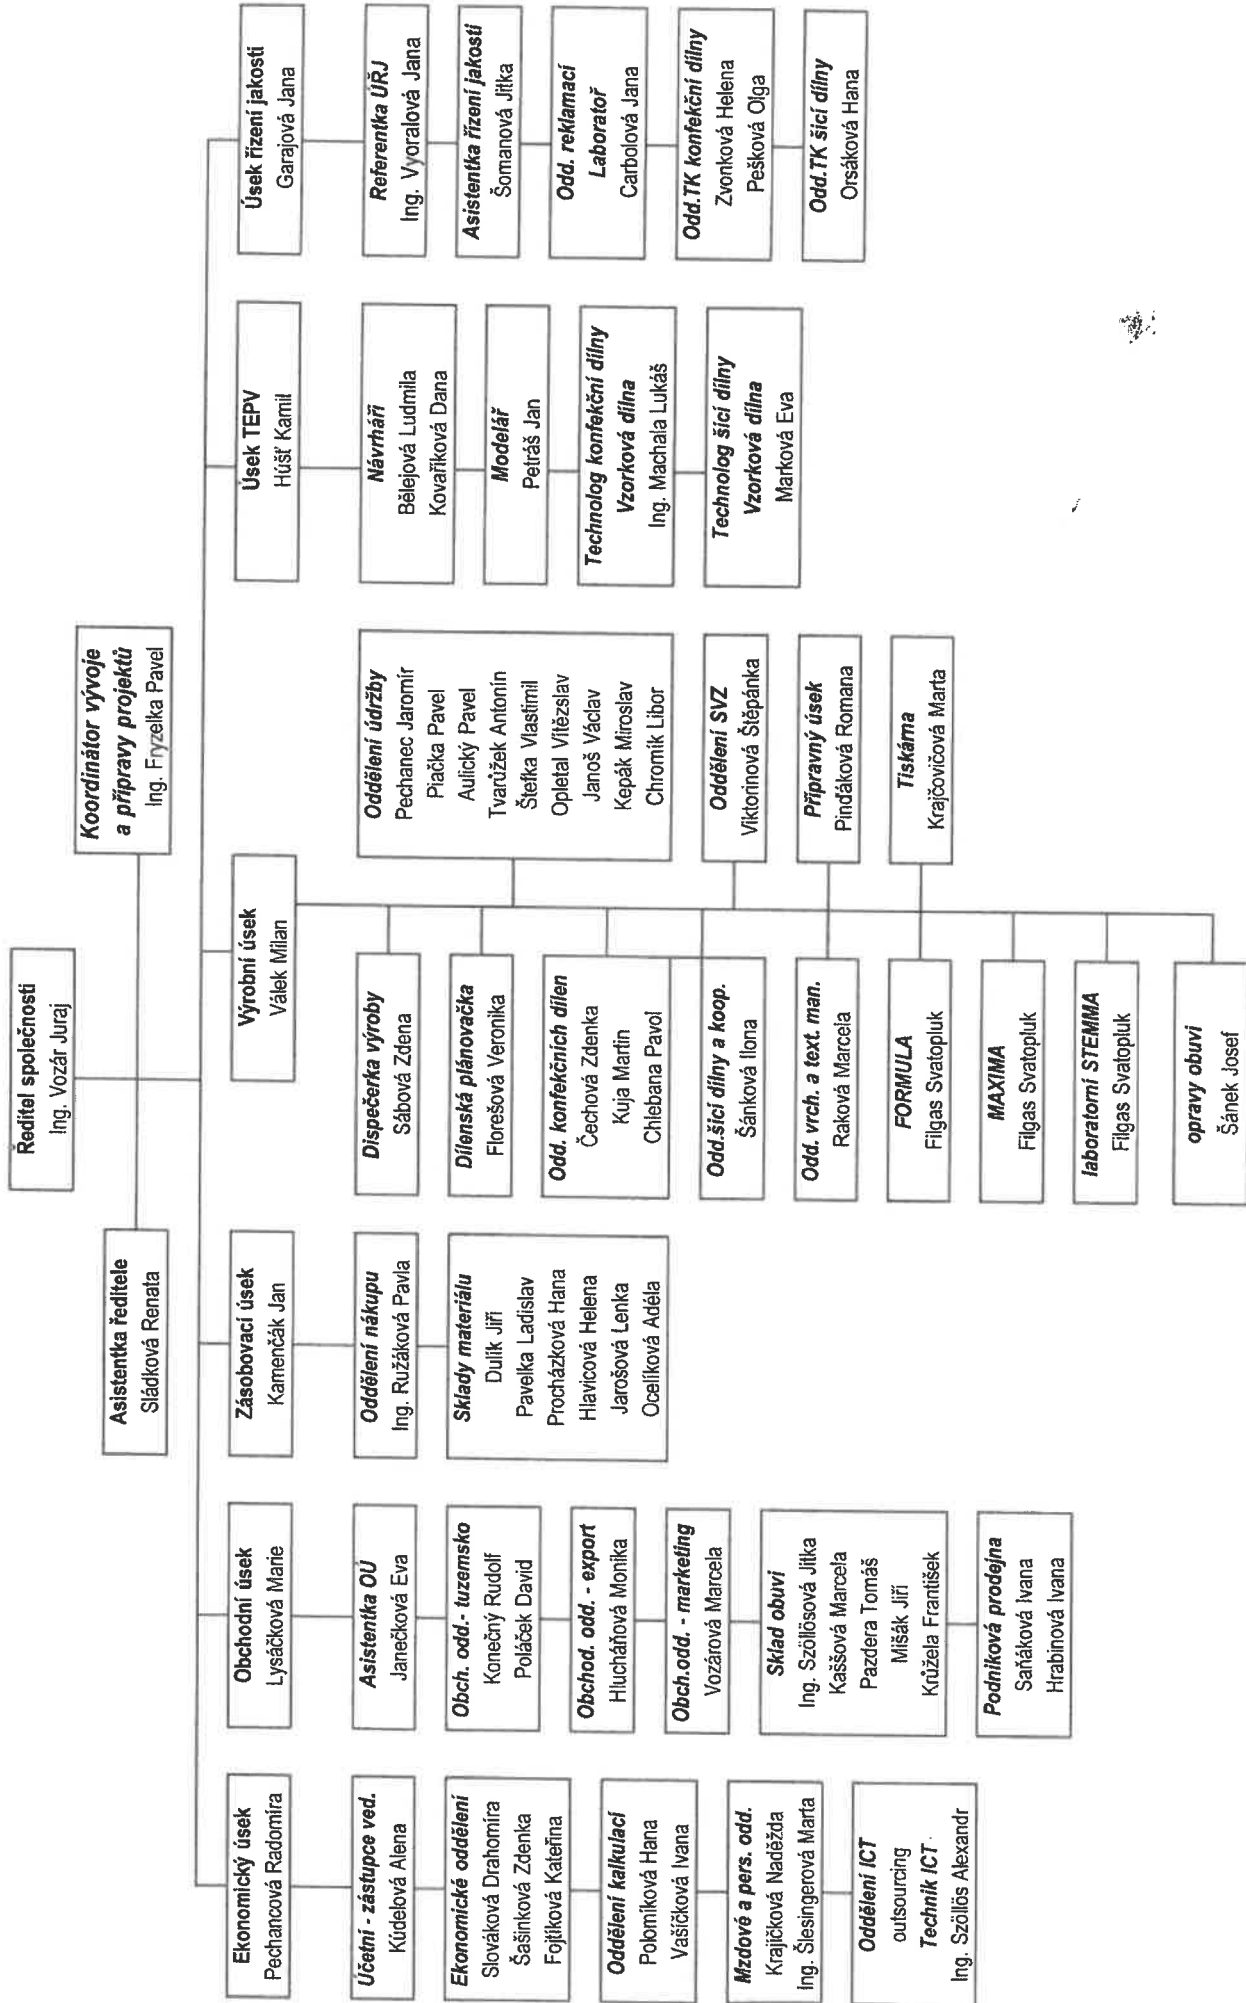 Ředitel společnosti
Ing. Vozár Juraj
Asistentka ředitele
Sládková Renata
Koordinátor vývoje
a přípravy projektů
Ing. Fryzelka Pavel
Ekonomický úsek
Pechancová Radomíra
Účetní - zástupce ved.
Kúdelová Alena
Ekonomické oddělení
Slováková Drahomíra
Šašinková Zdenka
Fojtíková Kateřina
Oddělení kalkulací
Polomíková Hana
Vašíčková Ivana
Mzdové a pers. odd.
Krajíčková Naděžda
Ing. Šlesingerová Marta
Oddělení ICT
outsourcing
Technik ICT
Ing. Szöllös Alexandr
Obchodní úsek
Lysáčková Marie
Asistentka OÚ
Janečková Eva
Obch. odd.- tuzemsko
Konečný Rudolf
Poláček David
Obchod. odd. - export
Hlucháňová Monika
Obch.odd. - marketing
Vozárová Marcela
Sklad obuvi
Ing. Szöllösová Jitka
Kaššová Marcela
Pazdera Tomáš
Mišák Jiří
Křůžela František
Podniková prodejna
Saňáková Ivana
Hrabinová Ivana
Zásobovací úsek
Kamenčák Jan
Oddělení nákupu
Ing. Ružáková Pavla
Sklady materiálu
Dulík Jiří
Pavelka Ladislav
Procházková Hana
Hlavicová Helena
Jarošová Lenka
Ocelíková Adéla
Výrobní úsek
Válek Milan
Dispečerka výroby
Sábová Zdena
Dílenská plánovačka
Florešová Veronika
Odd. konfekčních dílen
Čechová Zdenka
Kuja Martin
Chlebana Pavol
Odd.šicí dílny a koop.
Šánková Ilona
Odd. vrch. a text. man.
Raková Marcela
FORMULA
Filgas Svatopluk
MAXIMA
Filgas Svatopluk
laboratorní STEMMA
Filgas Svatopluk
opravy obuvi
Šánek Josef
Oddělení údržby
Pechanec Jaromír
Piačka Pavel
Aulický Pavel
Tvarůžek Antonín
Štefka Vlastimil
Opletal Vítězslav
Janoš Václav
Kepák Miroslav
Chromík Libor
Oddělení SVZ
Viktorinová Štěpánka
Přípravný úsek
Pinďáková Romana
Tiskárna
Krajčovičová Marta
Úsek TEPV
Húšť Kamil
Návrháři
Bělejová Ludmila
Kovaříková Dana
Modelář
Petráš Jan
Technolog konfekční dílny
Vzorková dílna
Ing. Machala Lukáš
Technolog šicí dílny
Vzorková dílna
Marková Eva
Úsek řízení jakosti
Garajová Jana
Referentka ÚŘJ
Ing. Vyoralová Jana
Asistentka řízení jakosti
Šomanová Jitka
Odd. reklamací
Laboratoř
Carbolová Jana
Odd.TK konfekční dílny
Zvonková Helena
Pešková Olga
Odd.TK šicí dílny
Orsáková Hana